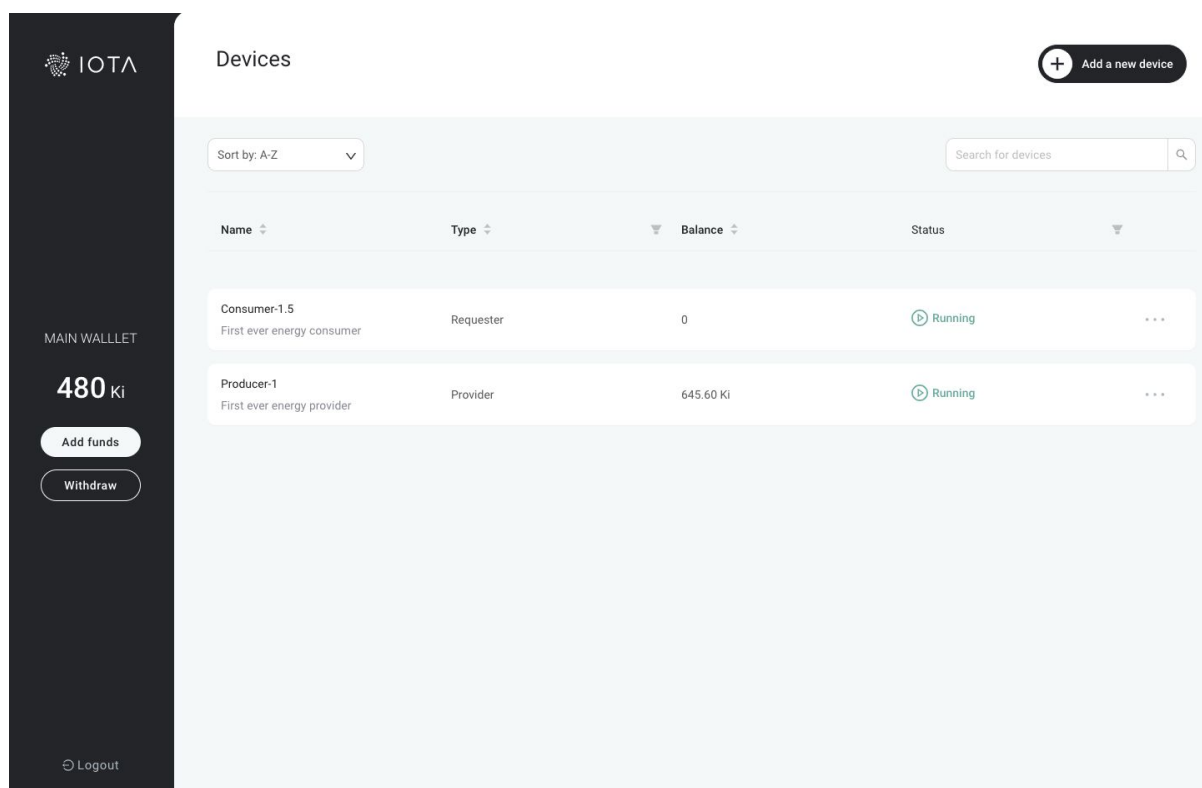 IOTA
Devices
Add a new device
Sort by: A-Z
Search for devices
Name Type Balance Status
Consumer-1.5
First ever energy consumer
Requester 0 Running
Producer-1
First ever energy provider
Provider 645.60 Ki Running
MAIN WALLLET
480 Ki
Add funds
Withdraw
Logout